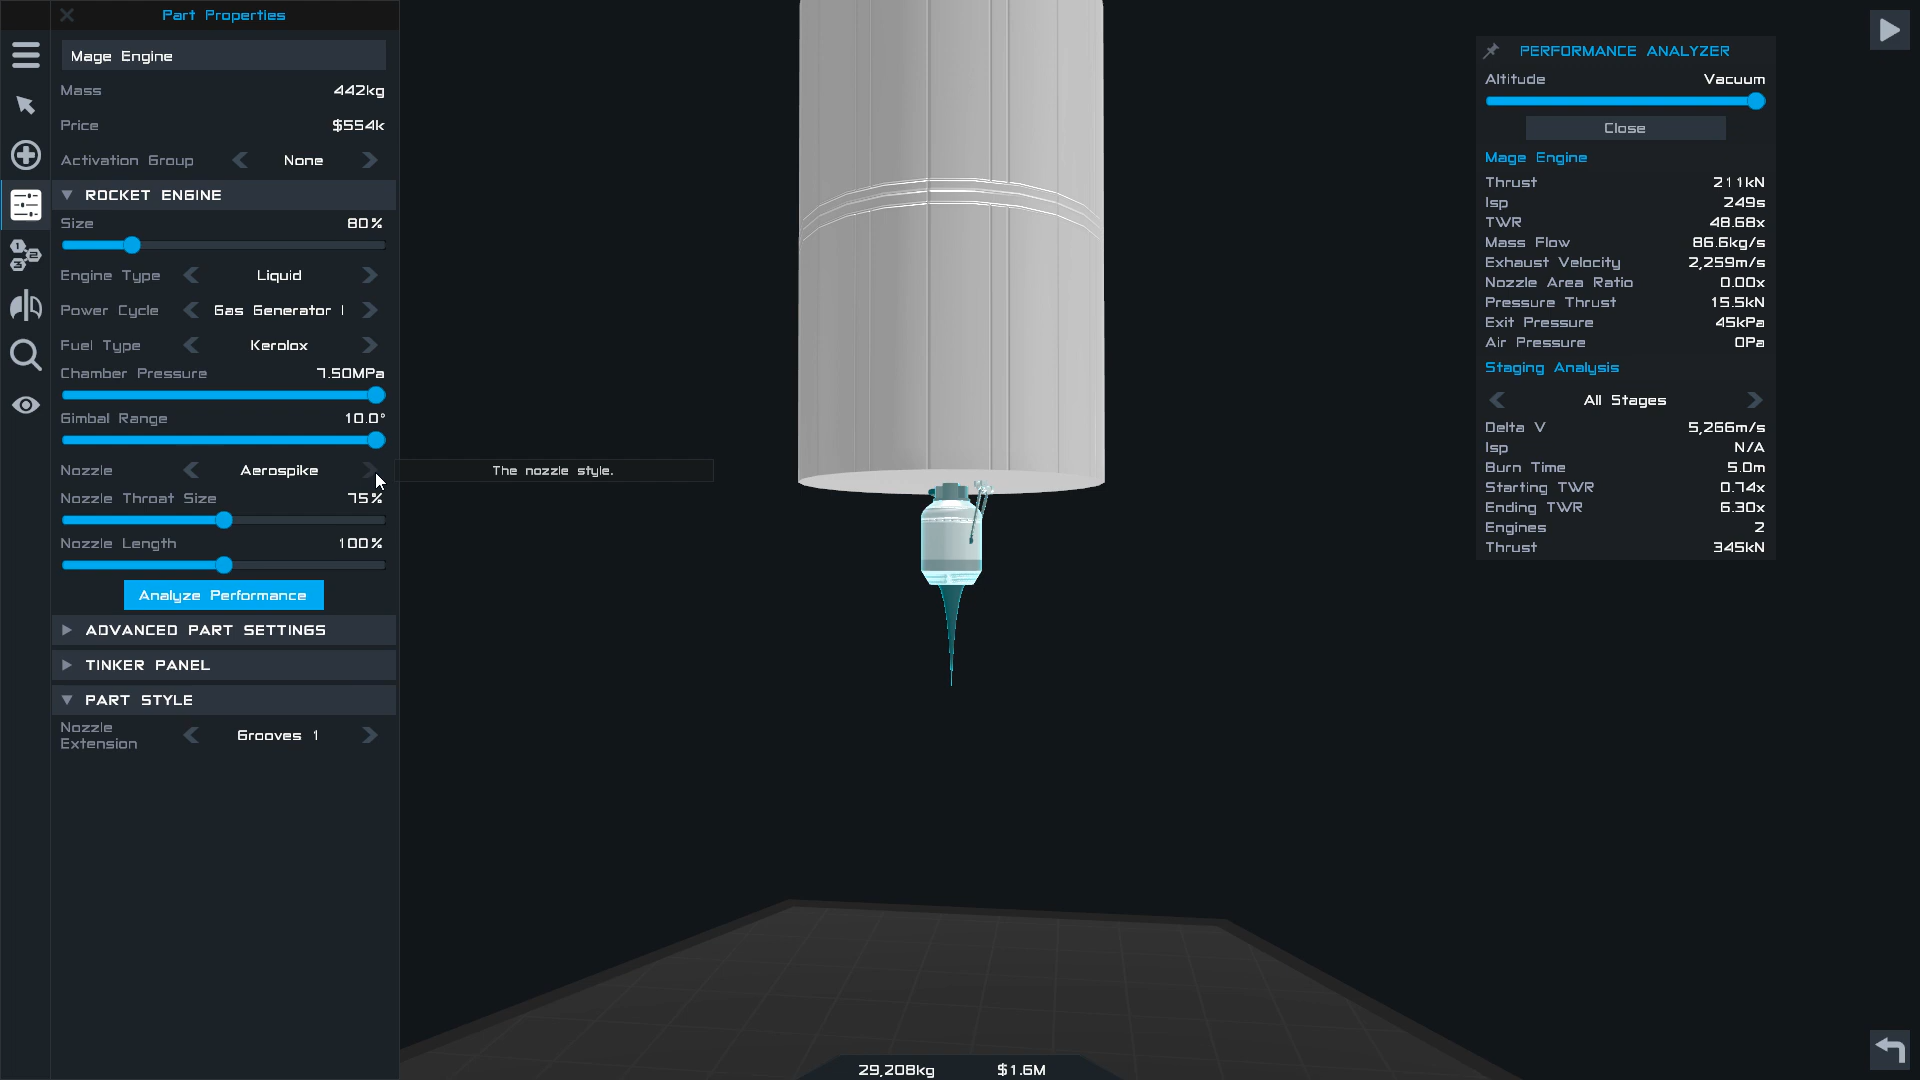 Part Properties
Mage Engine
Mass 442kg
Price $554k
Activation Group None
ROCKET ENGINE
Size 80%
Engine Type Liquid
Power Cycle Gas Generator
Fuel Type Kerolox
Chamber Pressure 7.50MPa
Gimbal Range 10.0°
Nozzle Aerospike
The nozzle style.
Nozzle Throat Size 75%
Nozzle Length 100%
Analyze Performance
ADVANCED PART SETTINGS
TINKER PANEL
PART STYLE
Nozzle
Extension Grooves 1
PERFORMANCE ANALYZER
Altitude Vacuum
Close
Mage Engine
Thrust 211kN
Isp 249s
TWR 48.68x
Mass Flow 86.6kg/s
Exhaust Velocity 2,259m/s
Nozzle Area Ratio 0.00x
Pressure Thrust 15.5kN
Exit Pressure 45kPa
Air Pressure 0Pa
Staging Analysis
All Stages
Delta V 5,266m/s
Isp N/A
Burn Time 5.0m
Starting TWR 0.74x
Ending TWR 6.30x
Engines 2
Thrust 345kN
29,208kg $1.6M